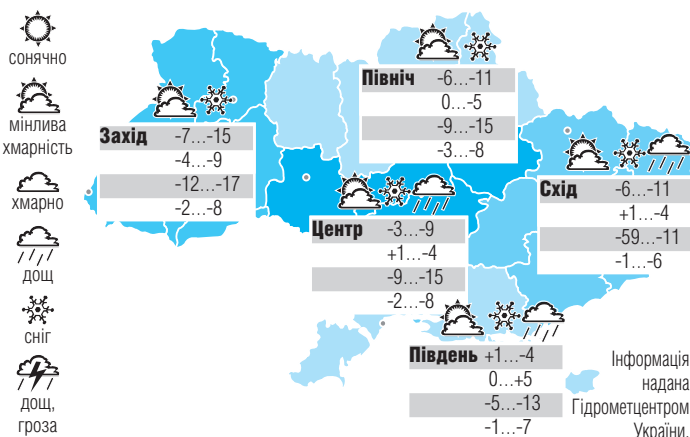 сонячно
мінлива
хмарність
хмарно
дощ
сніг
дощ,
гроза
Північ -6...-11
0...-5
-9...-15
-3...-8
Захід -7...-15
-4...-9
-12...-17
-2...-8
Схід -6...-11
+1...-4
-59...-11
-1...-6
Центр -3...-9
+1...-4
-9...-15
-2...-8
Південь +1...-4
0...+5
-5...-13
-1...-7
Інформація
надана
Гідрометцентром
України.